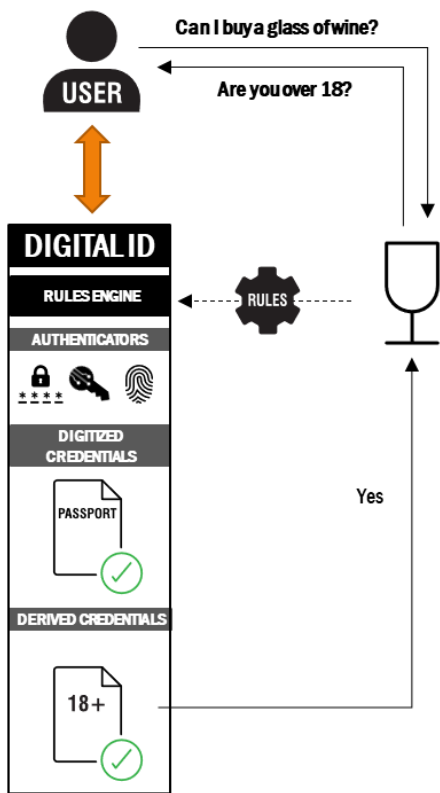 Can I buy a glass of wine?
USER
Are you over 18?
DIGITAL ID
RULES ENGINE
RULES
AUTHENTICATORS
****
DIGITIZED
CREDENTIALS
PASSPORT
Yes
DERIVED CREDENTIALS
18+